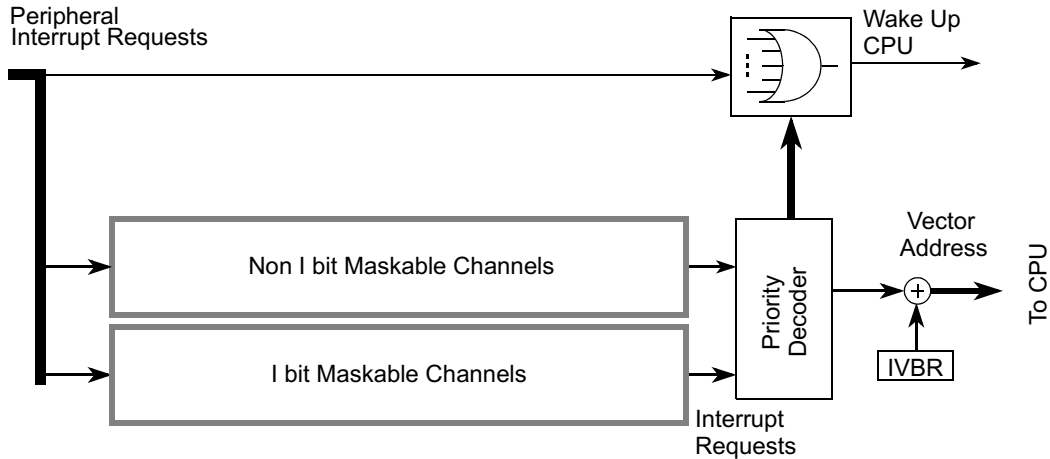 Peripheral
Interrupt Requests
Wake Up
CPU
Non I bit Maskable Channels
I bit Maskable Channels
Priority
Decoder
Interrupt
Requests
Vector
Address
IVBR
To CPU